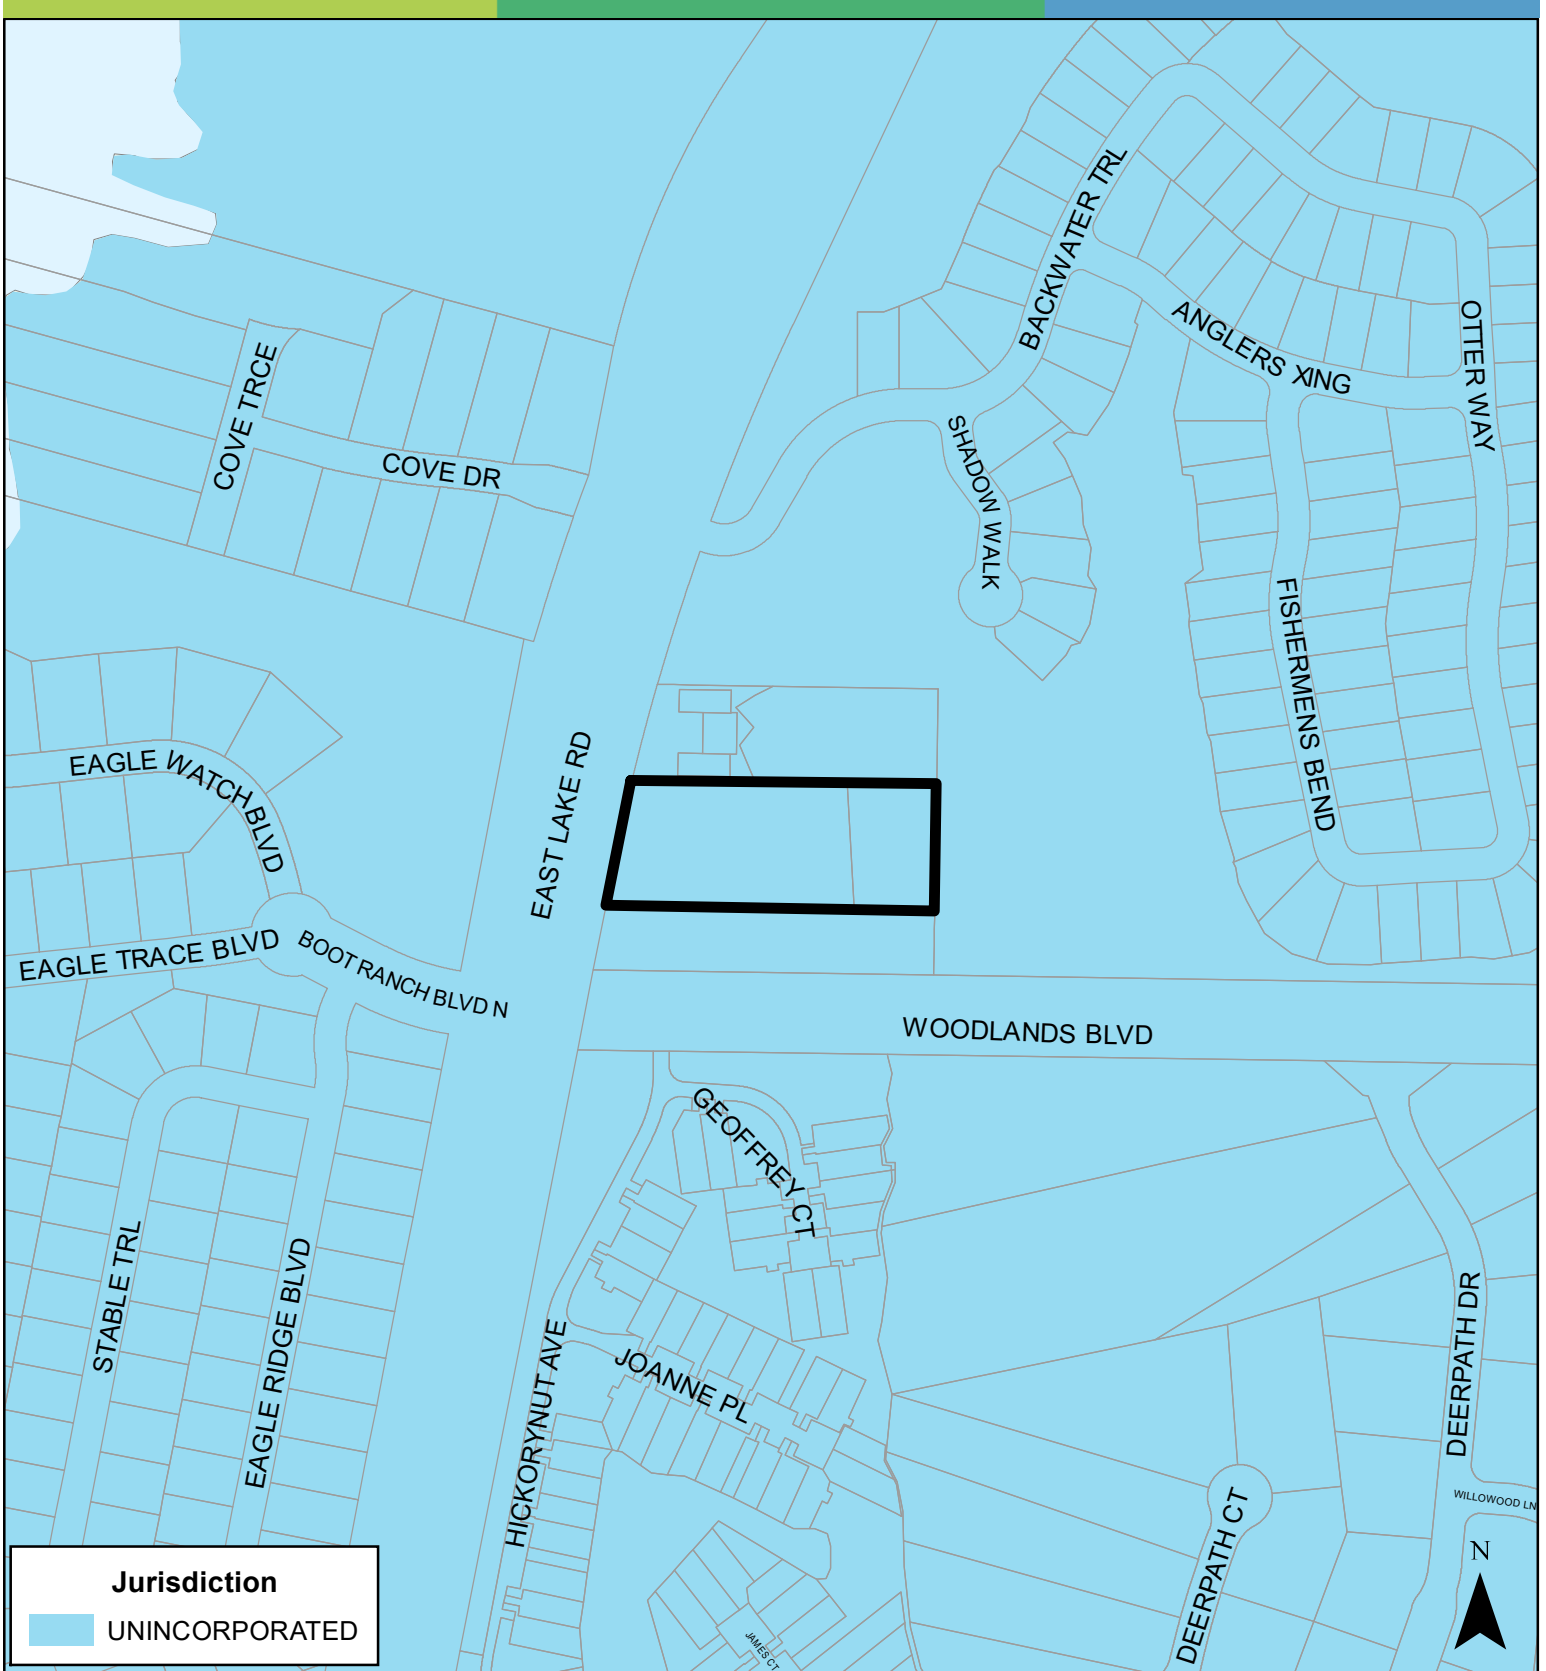 BACKWATER TRL
ANGLERS XING
OTTER WAY
COVE TRCE
COVE DR
SHADOW WALK
FISHERMENS BEND
EAGLE WATCH BLVD
EAST LAKE RD
EAGLE TRACE BLVD
BOOT RANCH BLVD N
WOODLANDS BLVD
GEOFFREY CT
STABLE TRL
EAGLE RIDGE BLVD
HICKORYNUT AVE
JOANNE PL
DEERPATH DR
DEERPATH CT
WILLOWOOD LN
JAMES CT
N
Jurisdiction
UNINCORPORATED